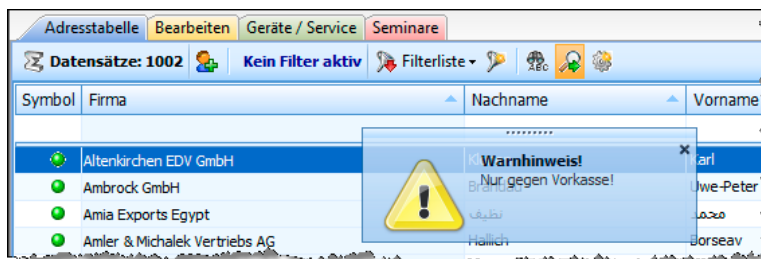 Adresstabelle Bearbeiten Geräte / Service Seminare
Datensätze: 1002 Kein Filter aktiv Filterliste ABC
Symbol Firma Nachname Vorname
Warnhinweis!
Nur gegen Vorkasse!
Altenkirchen EDV GmbH Karl
Ambrock GmbH Uwe-Peter
Amia Exports Egypt نظيف محمد
Amler & Michalek Vertriebs AG Hallich Borseav